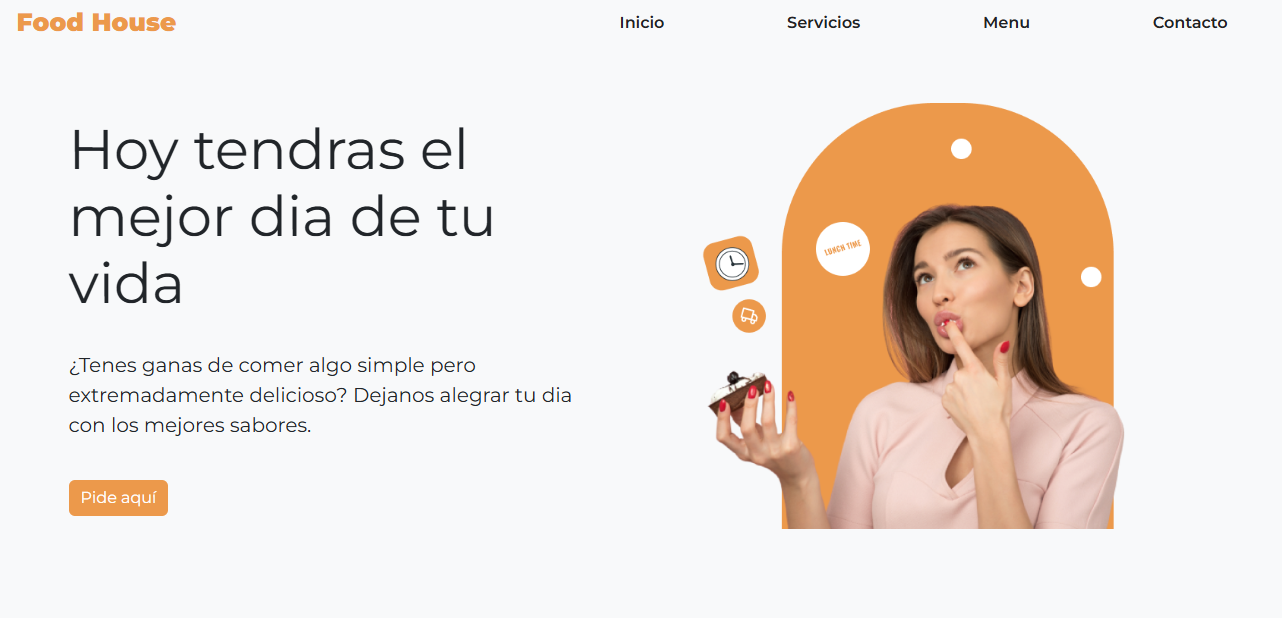 Food House
Inicio
Servicios
Menu
Contacto
Hoy tendras el
mejor dia de tu
vida
¿Tenes ganas de comer algo simple pero
extremadamente delicioso? Dejanos alegrar tu dia
con los mejores sabores.
Pide aquí
LUNCH TIME